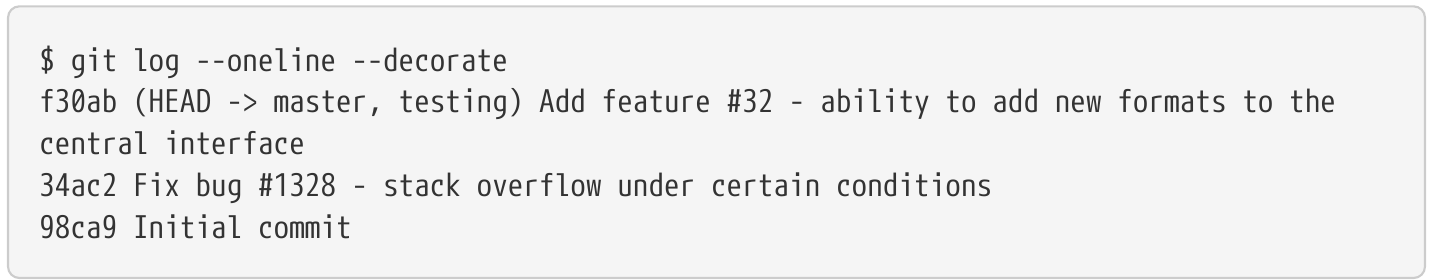 $ git log --oneline --decorate
f30ab (HEAD -> master, testing) Add feature #32 - ability to add new formats to the
central interface
34ac2 Fix bug #1328 - stack overflow under certain conditions
98ca9 Initial commit